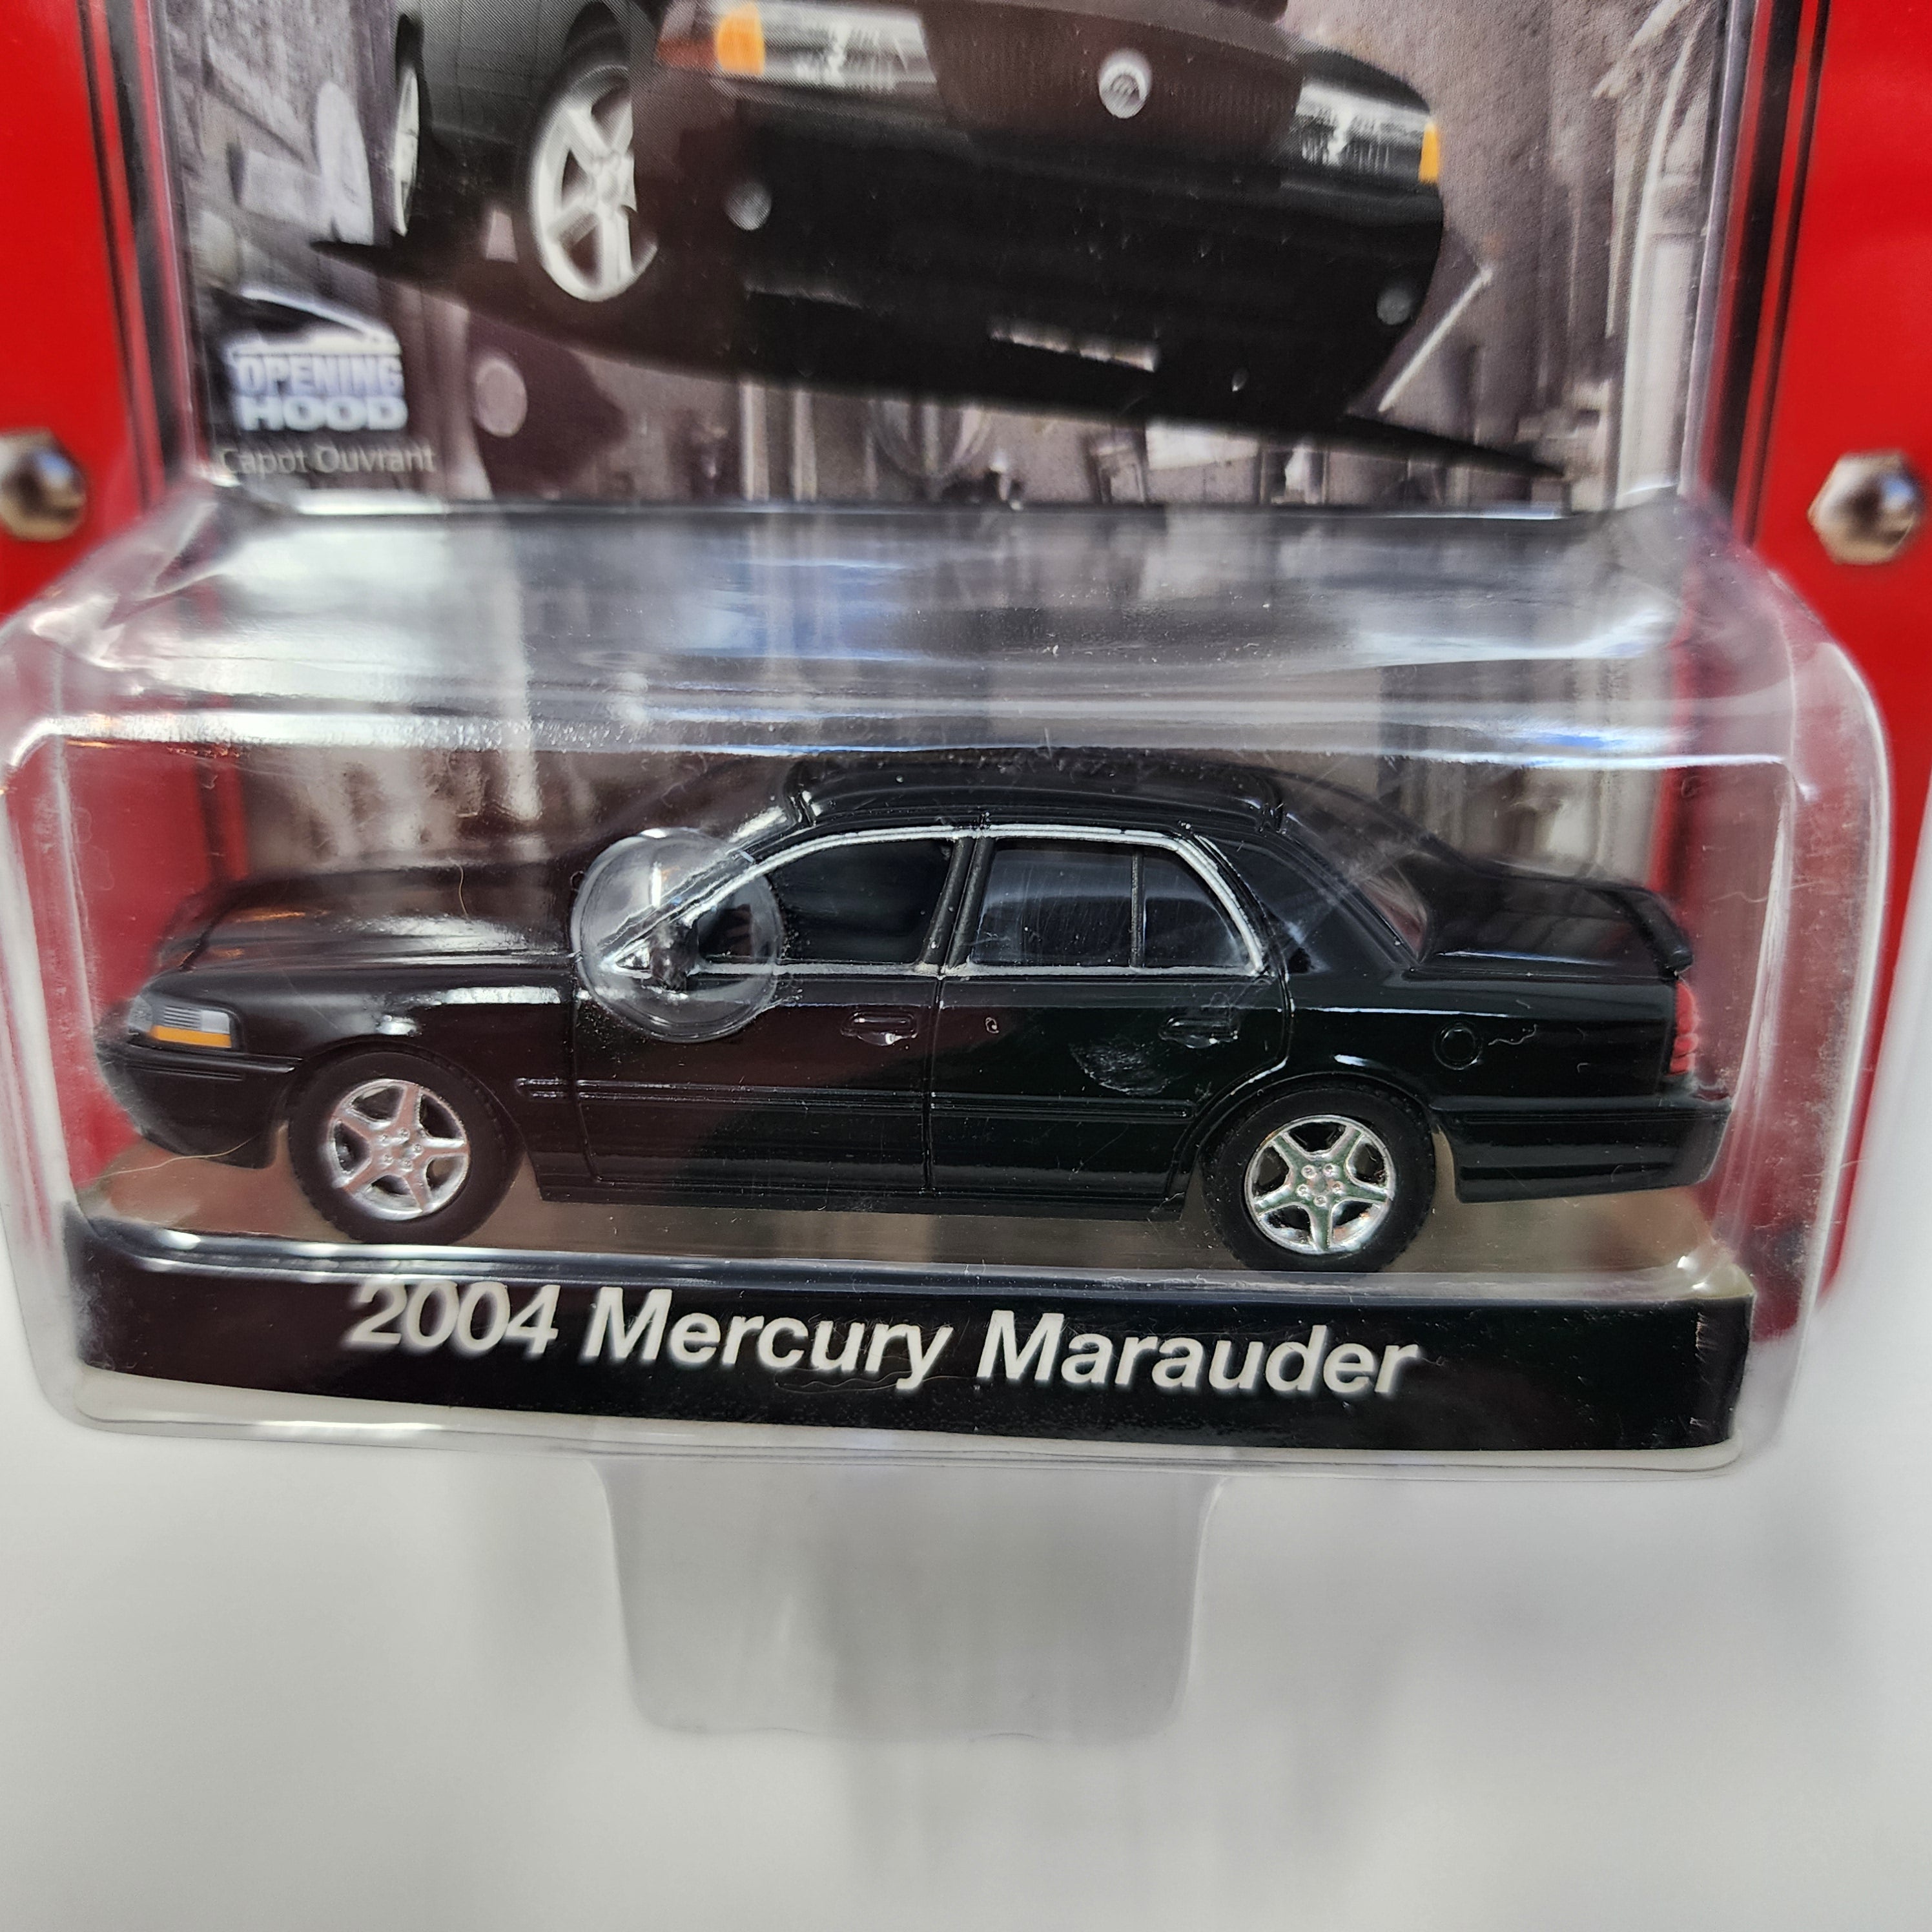 OPENING
HOOD
Capot Ouvrant
2004 Mercury Marauder